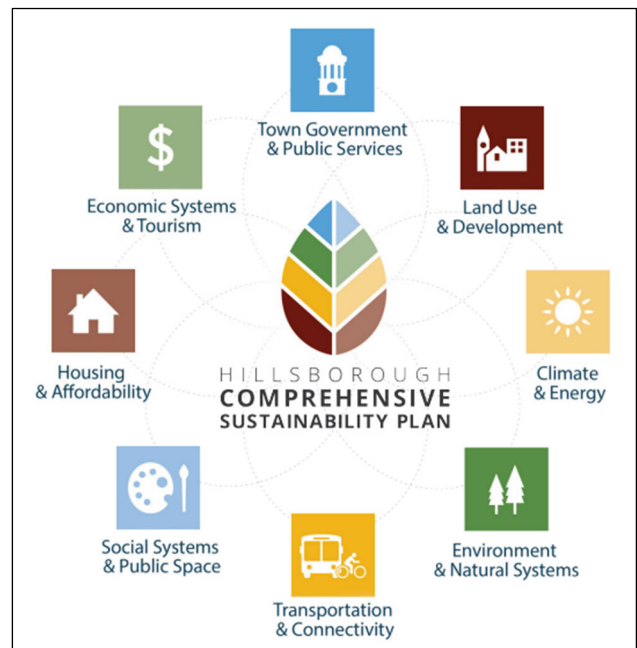 Town Government
& Public Services
Economic Systems
& Tourism
Land Use
& Development
Housing
& Affordability
HILLSBOROUGH
COMPREHENSIVE
SUSTAINABILITY PLAN
Climate
& Energy
Social Systems
& Public Space
Environment
& Natural Systems
Transportation
& Connectivity